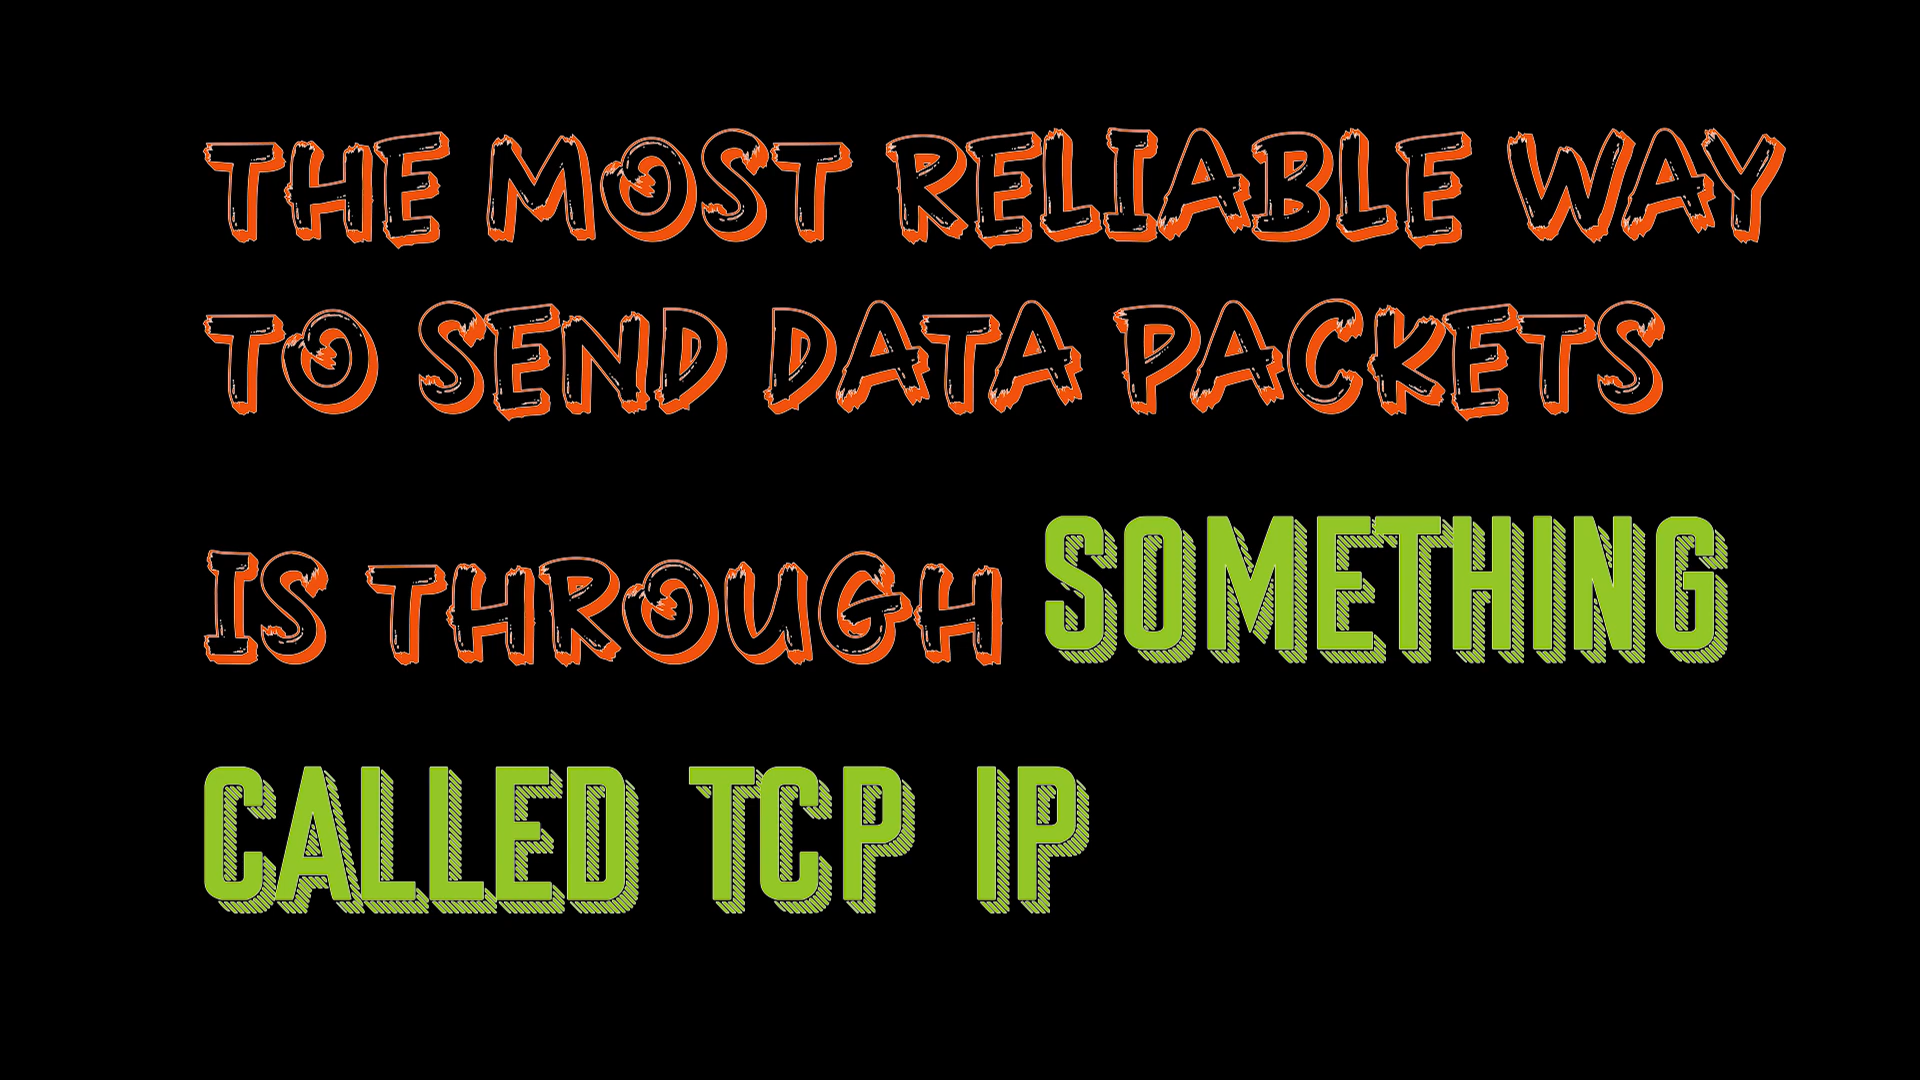 THE MOST RELIABLE WAY
TO SEND DATA PACKETS
IS THROUGH SOMETHING
CALLED TCP IP